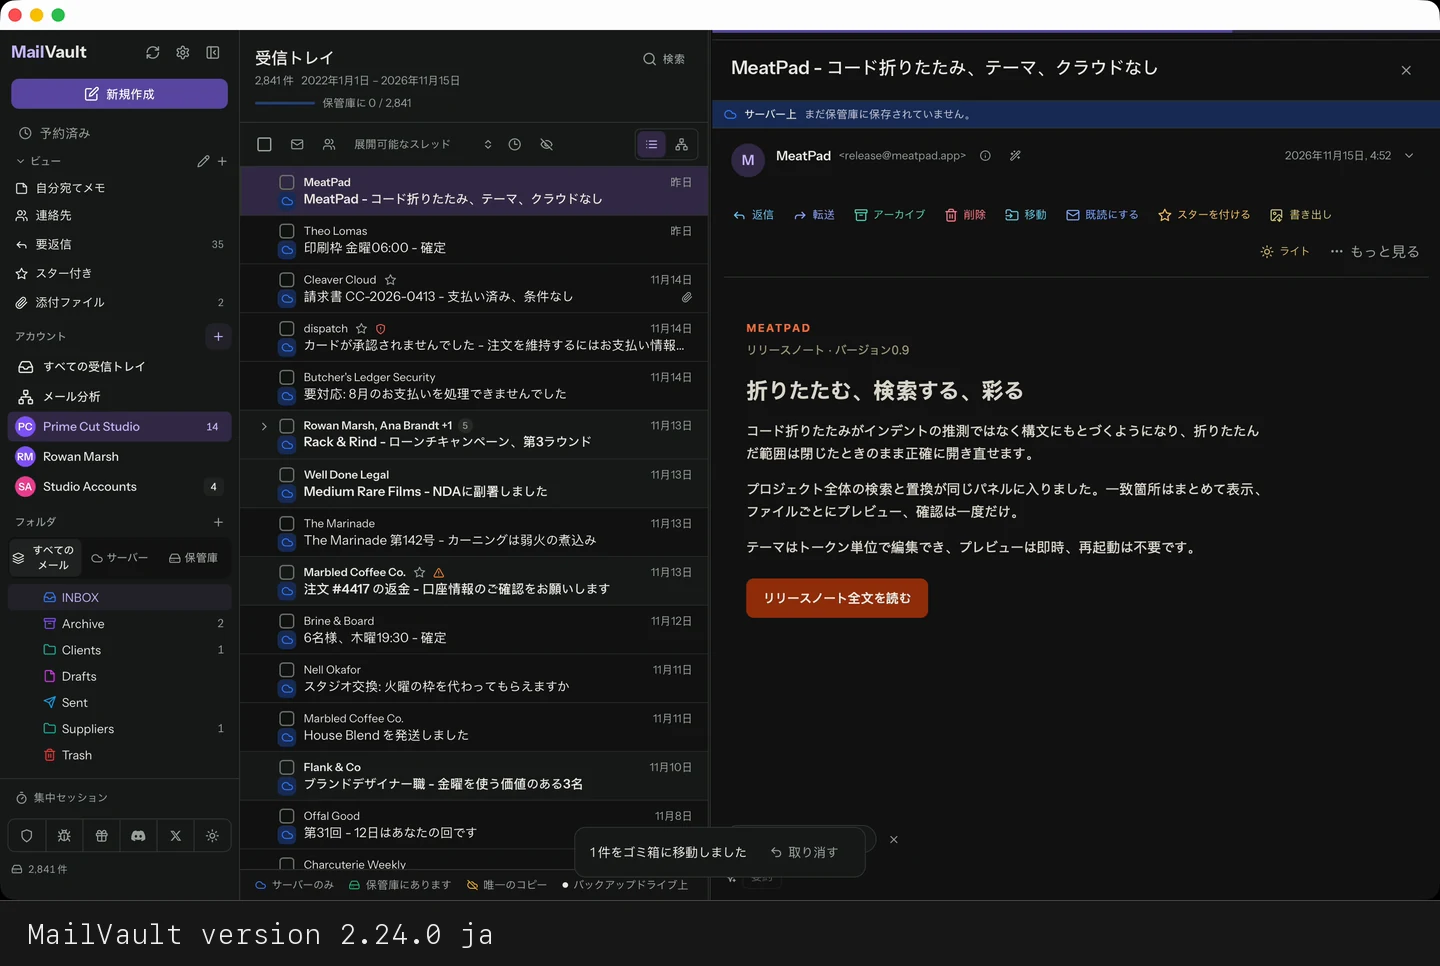 MailVault
新規作成
予約済み
ビュー
自分宛てメモ
連絡先
要返信 35
スター付き
添付ファイル 2
アカウント
すべての受信トレイ
メール分析
PC Prime Cut Studio 14
RM Rowan Marsh
SA Studio Accounts 4
フォルダ
すべてのメール サーバー 保管庫
INBOX
Archive 2
Clients 1
Drafts
Sent
Suppliers 1
Trash
集中セッション
2,841 件
受信トレイ
検索
2,841 件 2022年1月1日 – 2026年11月15日
保管庫に 0 / 2,841
展開可能なスレッド
MeatPad 昨日
MeatPad - コード折りたたみ、テーマ、クラウドなし
Theo Lomas 昨日
印刷枠 金曜06:00 - 確定
Cleaver Cloud 11月14日
請求書 CC-2026-0413 - 支払い済み、条件なし
dispatch 11月14日
カードが承認されませんでした - 注文を維持するにはお支払い情報...
Butcher's Ledger Security 11月14日
要対応: 8月のお支払いを処理できませんでした
Rowan Marsh, Ana Brandt +1 5 11月13日
Rack & Rind - ローンチキャンペーン、第3ラウンド
Well Done Legal 11月13日
Medium Rare Films - NDAに副署しました
The Marinade 11月13日
The Marinade 第142号 - カーニングは弱火の煮込み
Marbled Coffee Co. 11月13日
注文 #4417 の返金 - 口座情報のご確認をお願いします
Brine & Board 11月12日
6名様、木曜19:30 - 確定
Nell Okafor 11月11日
スタジオ交換: 火曜の枠を代わってもらえますか
Marbled Coffee Co. 11月11日
House Blend を発送しました
Flank & Co 11月10日
ブランドデザイナー職 - 金曜を使う価値のある3名
Offal Good 11月8日
第31回 - 12日はあなたの回です
Charcuterie Weekly
サーバーのみ 保管庫にあります 唯一のコピー バックアップドライブ上
MeatPad - コード折りたたみ、テーマ、クラウドなし
サーバー上 まだ保管庫に保存されていません。
M MeatPad <release@meatpad.app> 2026年11月15日, 4:52
返信 転送 アーカイブ 削除 移動 既読にする スターを付ける 書き出し
ライト もっと見る
MEATPAD
リリースノート · バージョン0.9
折りたたむ、検索する、彩る
コード折りたたみがインデントの推測ではなく構文にもとづくようになり、折りたたん
だ範囲は閉じたときのまま正確に開き直せます。
プロジェクト全体の検索と置換が同じパネルに入りました。一致箇所はまとめて表示、
ファイルごとにプレビュー、確認は一度だけ。
テーマはトークン単位で編集でき、プレビューは即時、再起動は不要です。
リリースノート全文を読む
1件をゴミ箱に移動しました 取り消す
MailVault version 2.24.0 ja